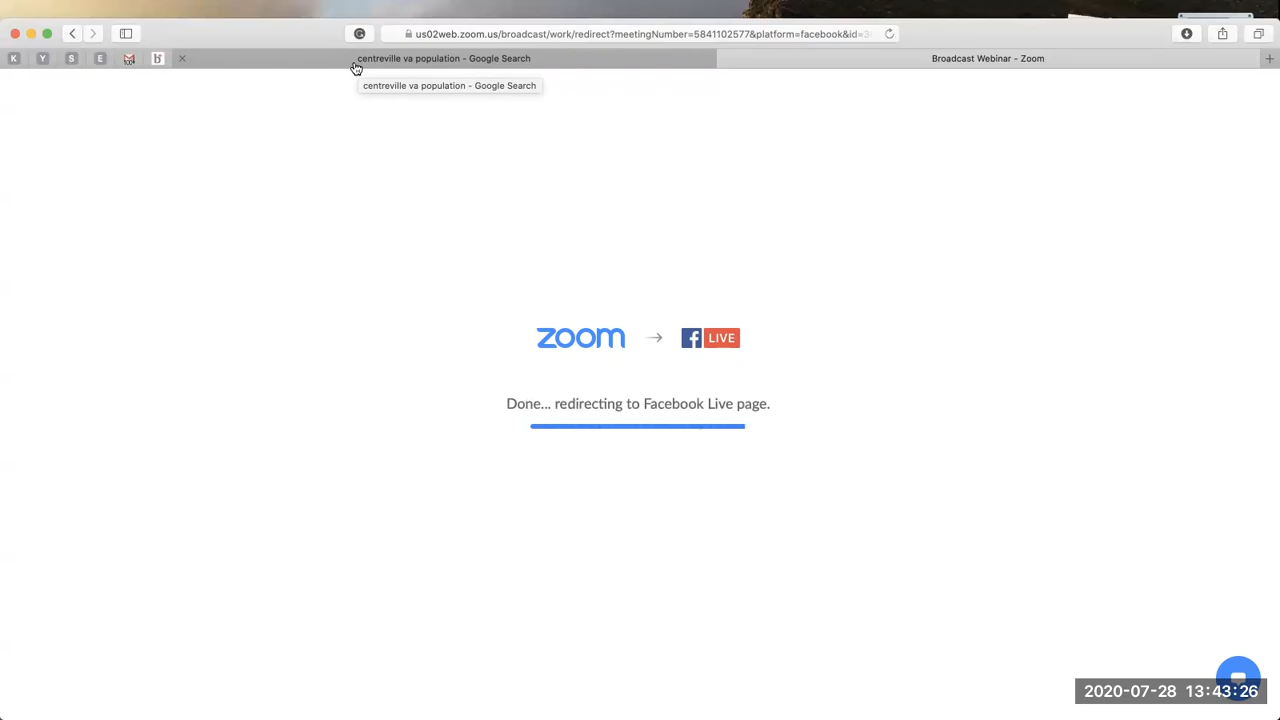 us02web.zoom.us/broadcast/work/redirect?meetingNumber=5841102577&platform=facebook&id=3
K Y S E
centreville va population - Google Search
Broadcast Webinar - Zoom
centreville va population - Google Search
zoom → f LIVE
Done... redirecting to Facebook Live page.
2020-07-28 13:43:26